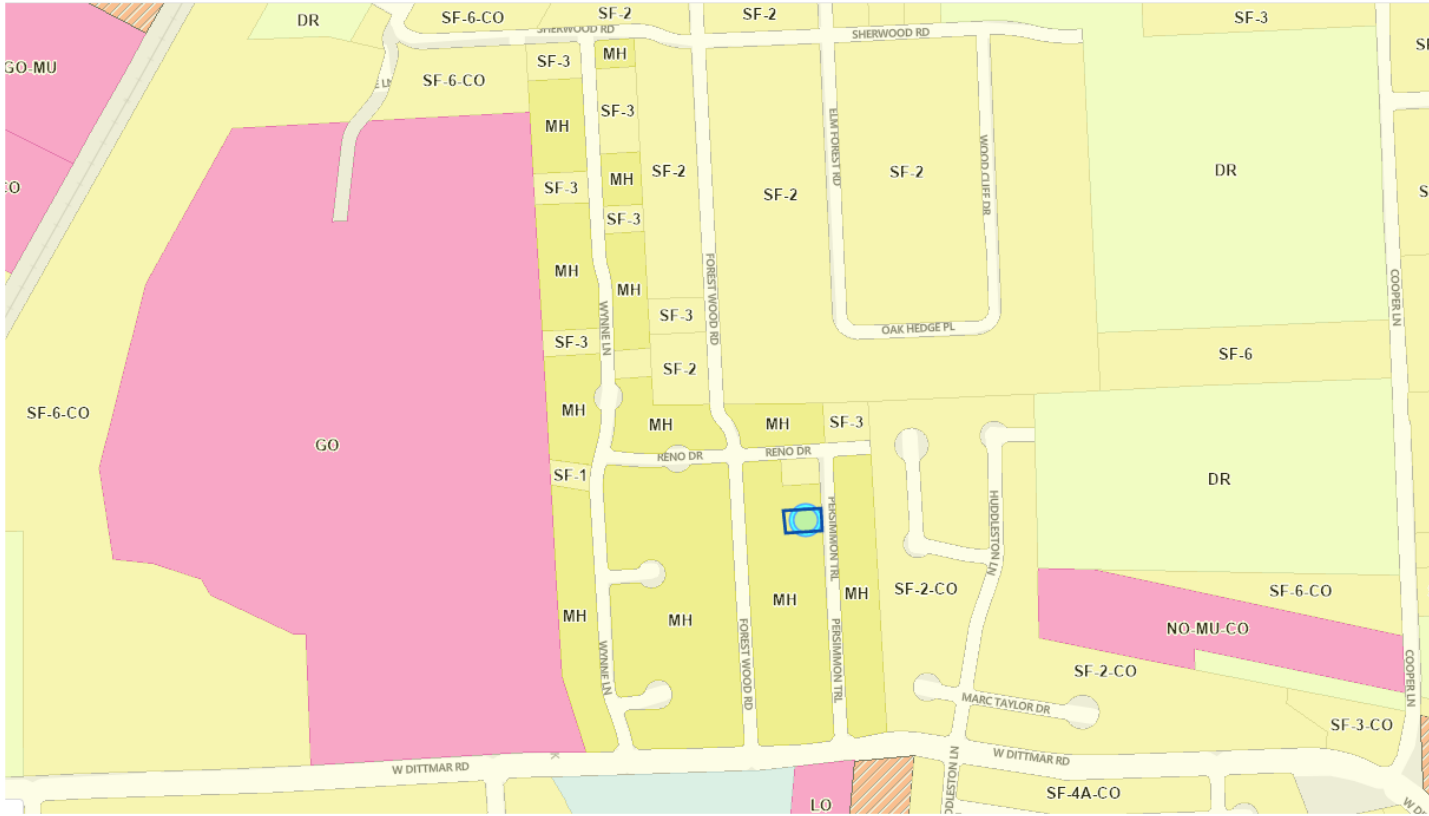 DR
SF-6-CO
SF-2
SF-2
SF-3
SHERWOOD RD
SHERWOOD RD
GO-MU
SF-6-CO
SF-3
MH
SF-3
MH
ELM FOREST RD
WOOD CLIFF DR
SF-2
SF-2
SF-2
DR
MH
SF-3
SF-3
MH
MH
FOREST WOOD RD
COOPER LN
SF-3
WYNNE LN
OAK HEDGE PL
SF-3
SF-6
SF-2
SF-6-CO
MH
MH
MH
SF-3
GO
RENO DR
RENO DR
SF-1
DR
PERSIMMON TRL
HUDDLESTON LN
MH
MH
MH
MH
SF-2-CO
SF-6-CO
NO-MU-CO
WYNNE LN
FOREST WOOD RD
PERSIMMON TRL
SF-2-CO
COOPER LN
MARC TAYLOR DR
SF-3-CO
W DITTMAR RD
W DITTMAR RD
SF-4A-CO
LO